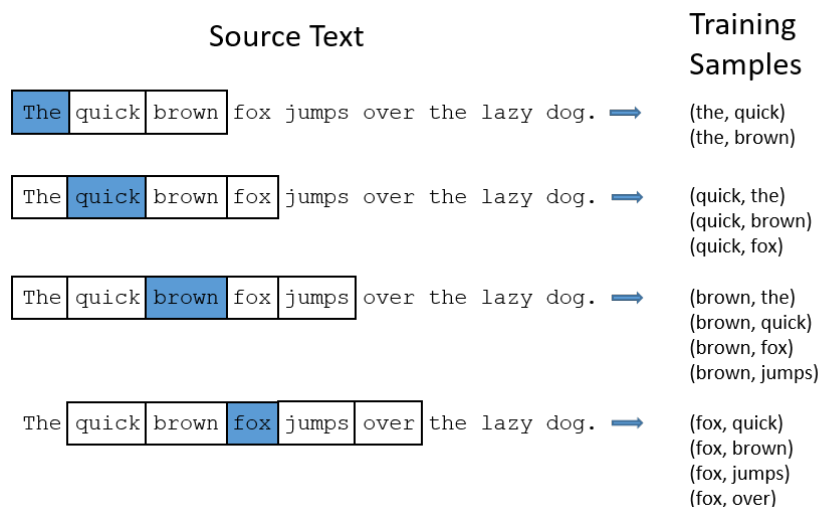 Source Text
Training
Samples
The quick brown fox jumps over the lazy dog.
(the, quick)
(the, brown)
The quick brown fox jumps over the lazy dog.
(quick, the)
(quick, brown)
(quick, fox)
The quick brown fox jumps over the lazy dog.
(brown, the)
(brown, quick)
(brown, fox)
(brown, jumps)
The quick brown fox jumps over the lazy dog.
(fox, quick)
(fox, brown)
(fox, jumps)
(fox, over)